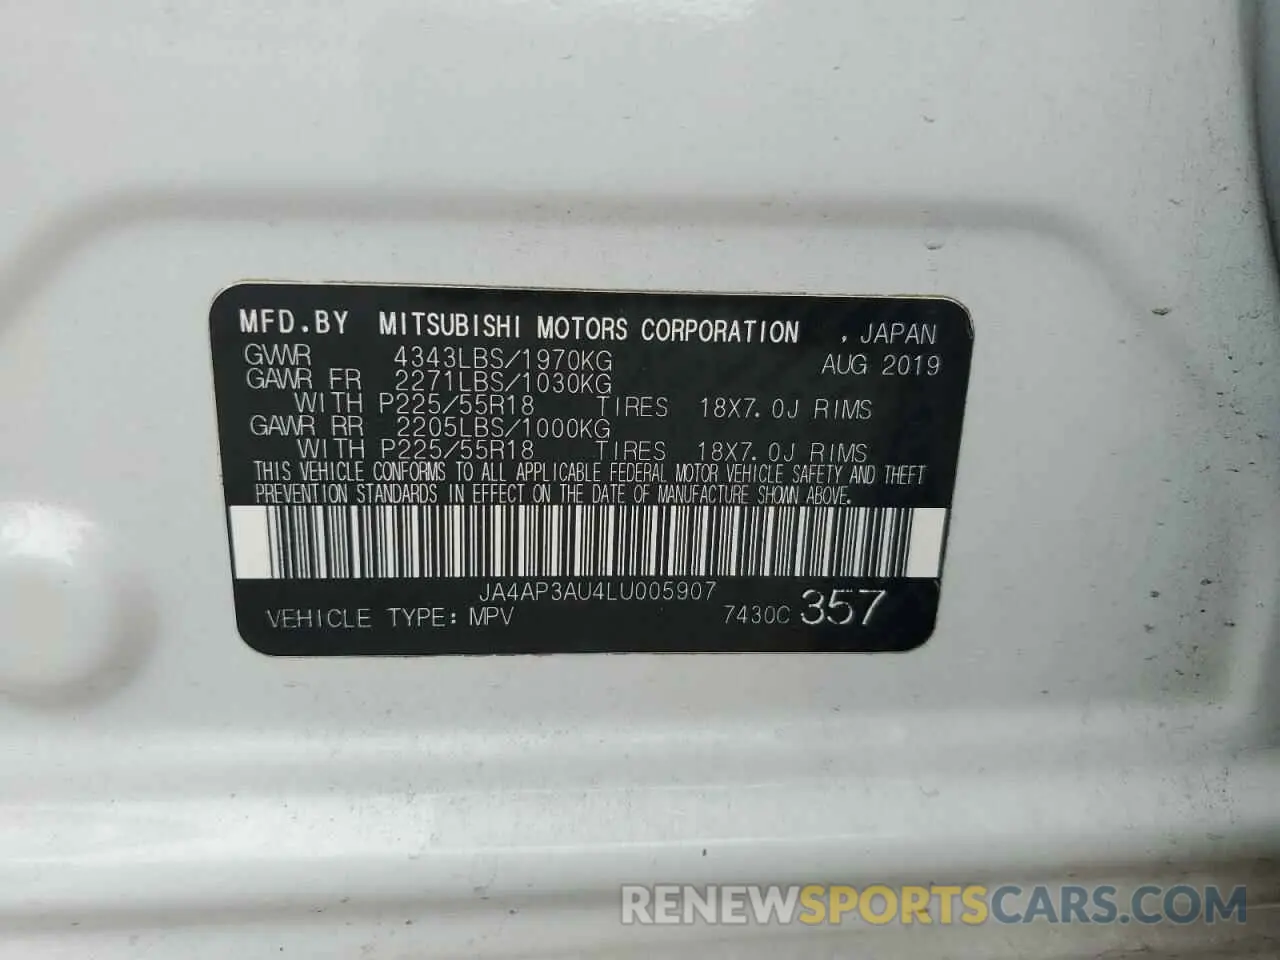 MFD.BY MITSUBISHI MOTORS CORPORATION , JAPAN
GVWR 4343LBS/1970KG AUG 2019
GAWR FR 2271LBS/1030KG
WITH P225/55R18 TIRES 18X7.0J RIMS
GAWR RR 2205LBS/1000KG
WITH P225/55R18 TIRES 18X7.0J RIMS
THIS VEHICLE CONFORMS TO ALL APPLICABLE FEDERAL MOTOR VEHICLE SAFETY AND THEFT
PREVENTION STANDARDS IN EFFECT ON THE DATE OF MANUFACTURE SHOWN ABOVE.
JA4AP3AU4LU005907
VEHICLE TYPE: MPV 7430C 357
RENEWSPORTSCARS.COM